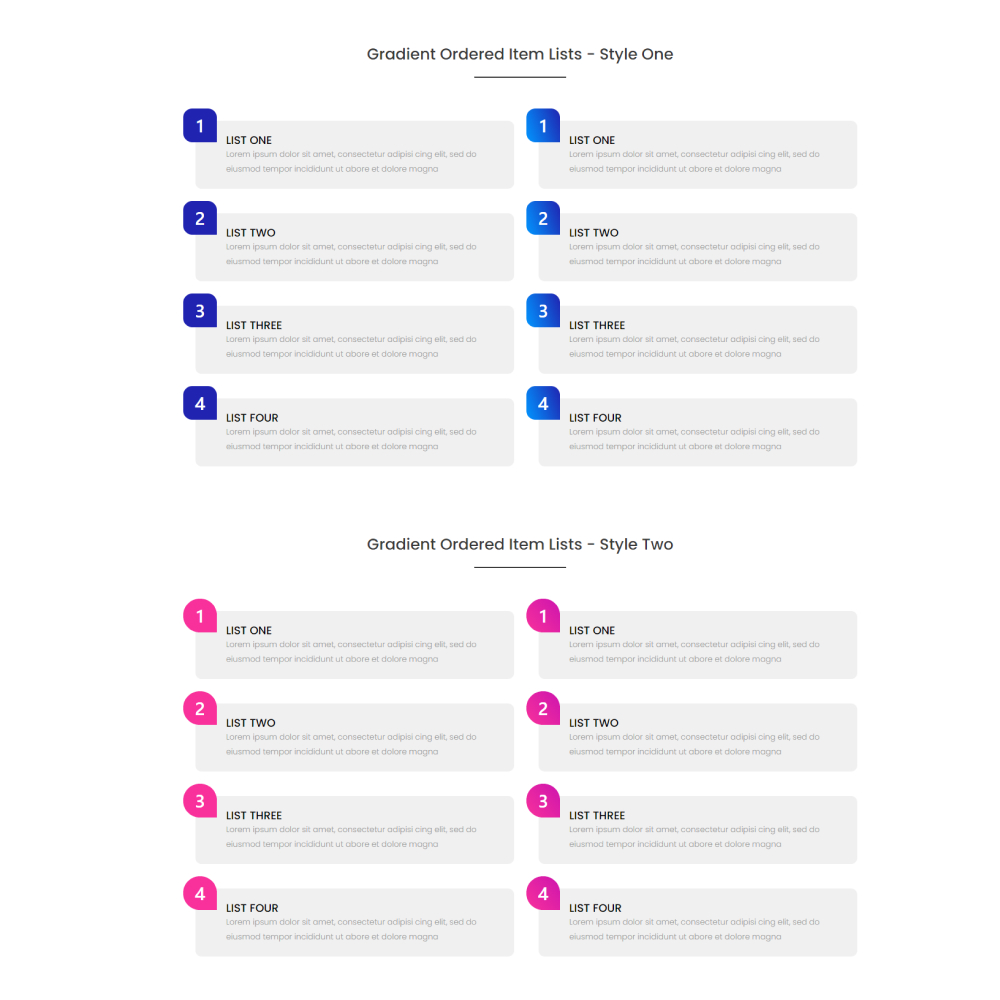 Gradient Ordered Item Lists - Style One
1
LIST ONE
Lorem ipsum dolor sit amet, consectetur adipisi cing elit, sed do
eiusmod tempor incididunt ut abore et dolore magna
2
LIST TWO
Lorem ipsum dolor sit amet, consectetur adipisi cing elit, sed do
eiusmod tempor incididunt ut abore et dolore magna
3
LIST THREE
Lorem ipsum dolor sit amet, consectetur adipisi cing elit, sed do
eiusmod tempor incididunt ut abore et dolore magna
4
LIST FOUR
Lorem ipsum dolor sit amet, consectetur adipisi cing elit, sed do
eiusmod tempor incididunt ut abore et dolore magna
1
LIST ONE
Lorem ipsum dolor sit amet, consectetur adipisi cing elit, sed do
eiusmod tempor incididunt ut abore et dolore magna
2
LIST TWO
Lorem ipsum dolor sit amet, consectetur adipisi cing elit, sed do
eiusmod tempor incididunt ut abore et dolore magna
3
LIST THREE
Lorem ipsum dolor sit amet, consectetur adipisi cing elit, sed do
eiusmod tempor incididunt ut abore et dolore magna
4
LIST FOUR
Lorem ipsum dolor sit amet, consectetur adipisi cing elit, sed do
eiusmod tempor incididunt ut abore et dolore magna
Gradient Ordered Item Lists - Style Two
1
LIST ONE
Lorem ipsum dolor sit amet, consectetur adipisi cing elit, sed do
eiusmod tempor incididunt ut abore et dolore magna
2
LIST TWO
Lorem ipsum dolor sit amet, consectetur adipisi cing elit, sed do
eiusmod tempor incididunt ut abore et dolore magna
3
LIST THREE
Lorem ipsum dolor sit amet, consectetur adipisi cing elit, sed do
eiusmod tempor incididunt ut abore et dolore magna
4
LIST FOUR
Lorem ipsum dolor sit amet, consectetur adipisi cing elit, sed do
eiusmod tempor incididunt ut abore et dolore magna
1
LIST ONE
Lorem ipsum dolor sit amet, consectetur adipisi cing elit, sed do
eiusmod tempor incididunt ut abore et dolore magna
2
LIST TWO
Lorem ipsum dolor sit amet, consectetur adipisi cing elit, sed do
eiusmod tempor incididunt ut abore et dolore magna
3
LIST THREE
Lorem ipsum dolor sit amet, consectetur adipisi cing elit, sed do
eiusmod tempor incididunt ut abore et dolore magna
4
LIST FOUR
Lorem ipsum dolor sit amet, consectetur adipisi cing elit, sed do
eiusmod tempor incididunt ut abore et dolore magna